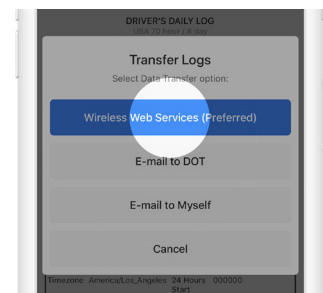 DRIVER'S DAILY LOG
USA 70 hour / 8 day
Transfer Logs
Select Data Transfer option:
Wireless Web Services (Preferred)
E-mail to DOT
E-mail to Myself
Cancel
Timezone America/Los_Angeles 24 Hours 000000
Start